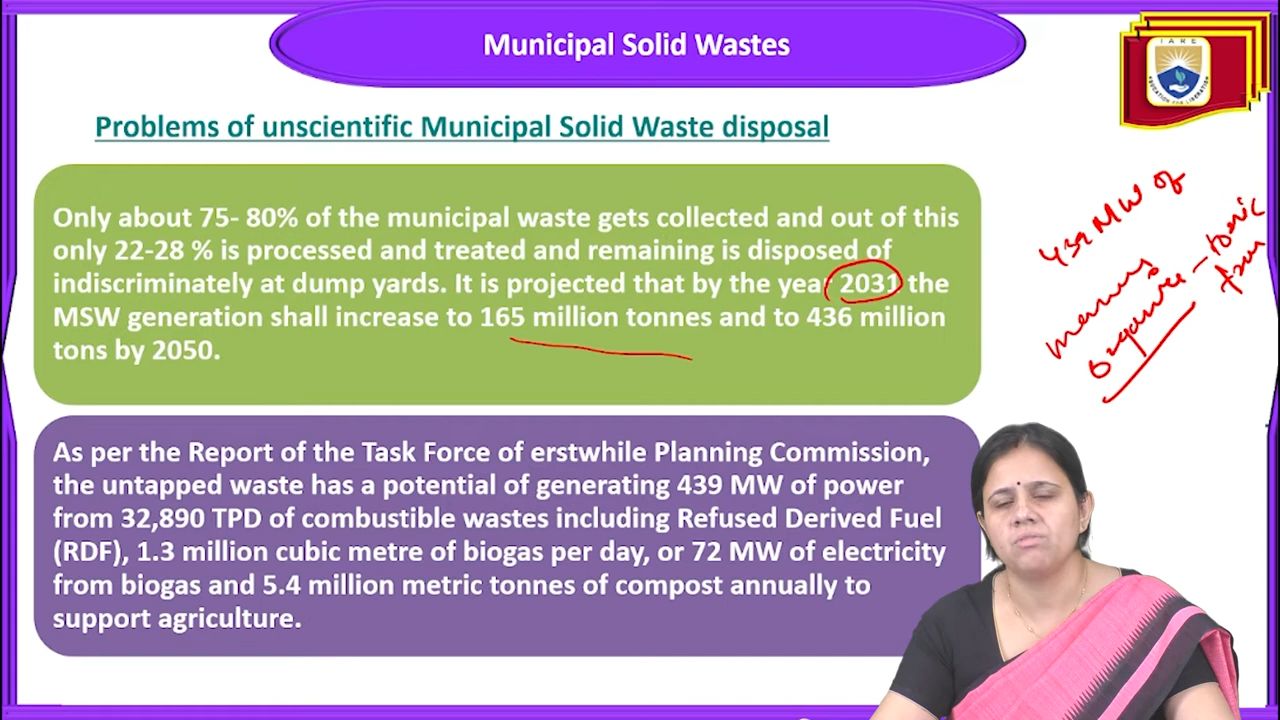 Municipal Solid Wastes
IARE
EDUCATION FOR LIBERATION
Problems of unscientific Municipal Solid Waste disposal
Only about 75- 80% of the municipal waste gets collected and out of this
only 22-28 % is processed and treated and remaining is disposed of
indiscriminately at dump yards. It is projected that by the year 2031 the
MSW generation shall increase to 165 million tonnes and to 436 million
tons by 2050.
MW of
As per the Report of the Task Force of erstwhile Planning Commission,
the untapped waste has a potential of generating 439 MW of power
from 32,890 TPD of combustible wastes including Refused Derived Fuel
(RDF), 1.3 million cubic metre of biogas per day, or 72 MW of electricity
from biogas and 5.4 million metric tonnes of compost annually to
support agriculture.